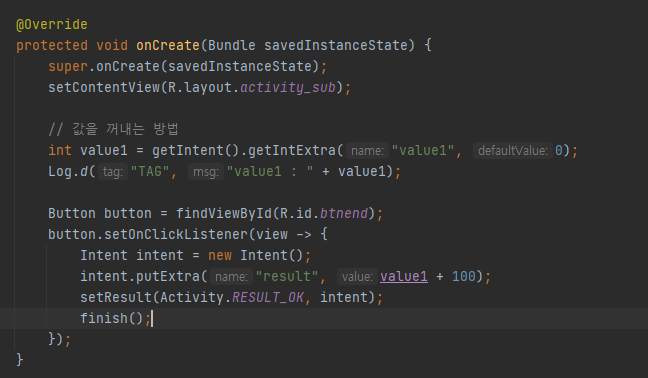 @Override
protected void onCreate(Bundle savedInstanceState) {
super.onCreate(savedInstanceState);
setContentView(R.layout.activity_sub);
// 값을 꺼내는 방법
int value1 = getIntent().getIntExtra( name: "value1", defaultValue: 0);
Log.d( tag: "TAG", msg: "value1 : " + value1);
Button button = findViewById(R.id.btnend);
button.setOnClickListener(view -> {
Intent intent = new Intent();
intent.putExtra( name: "result", value: value1 + 100);
setResult(Activity.RESULT_OK, intent);
finish();
});
}